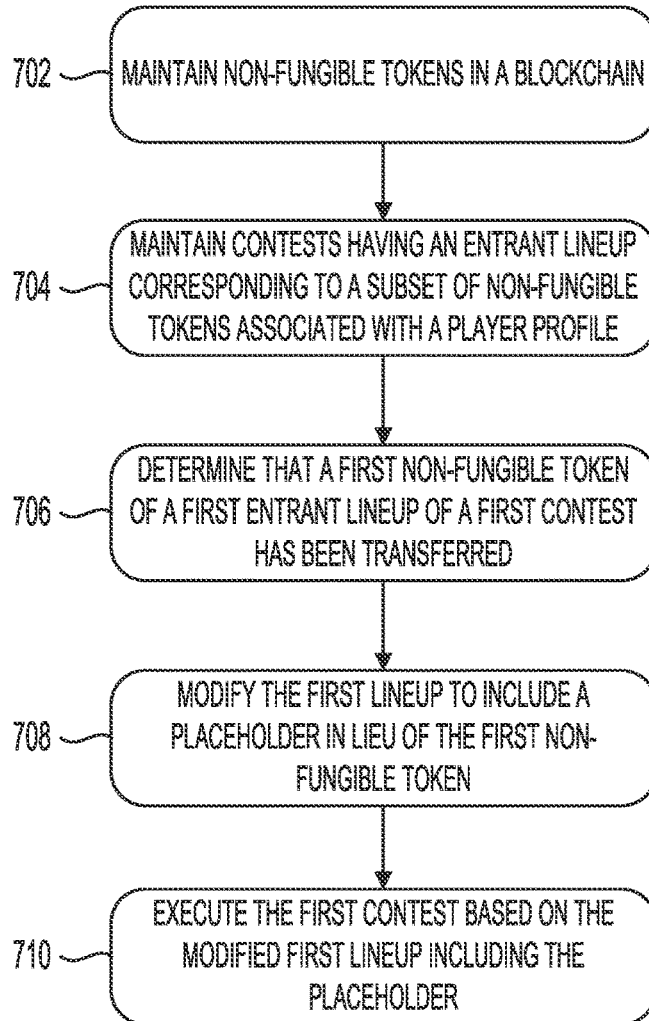 702
MAINTAIN NON-FUNGIBLE TOKENS IN A BLOCKCHAIN
704
MAINTAIN CONTESTS HAVING AN ENTRANT LINEUP
CORRESPONDING TO A SUBSET OF NON-FUNGIBLE
TOKENS ASSOCIATED WITH A PLAYER PROFILE
706
DETERMINE THAT A FIRST NON-FUNGIBLE TOKEN
OF A FIRST ENTRANT LINEUP OF A FIRST CONTEST
HAS BEEN TRANSFERRED
708
MODIFY THE FIRST LINEUP TO INCLUDE A
PLACEHOLDER IN LIEU OF THE FIRST NON-
FUNGIBLE TOKEN
710
EXECUTE THE FIRST CONTEST BASED ON THE
MODIFIED FIRST LINEUP INCLUDING THE
PLACEHOLDER